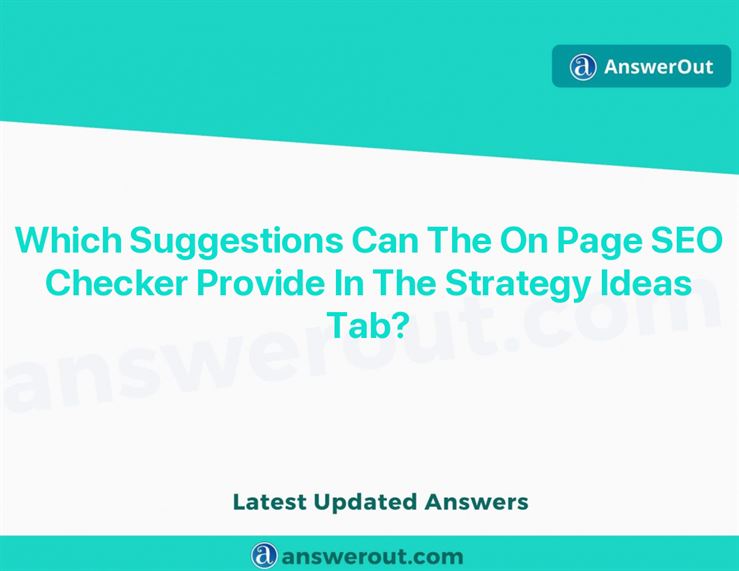 AnswerOut
Which Suggestions Can The On Page SEO
Checker Provide In The Strategy Ideas
Tab?
answerout.com
Latest Updated Answers
answerout.com